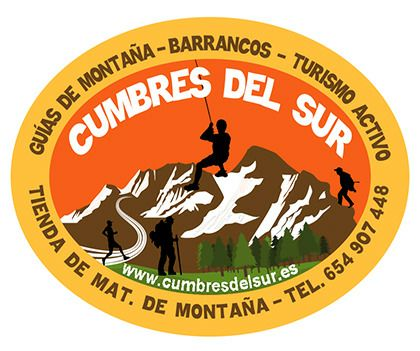 GUÍAS DE MONTAÑA - BARRANCOS - TURISMO ACTIVO
CUMBRES DEL SUR
www.cumbresdelsur.es
TIENDA DE MAT. DE MONTAÑA - TEL. 654 907 448